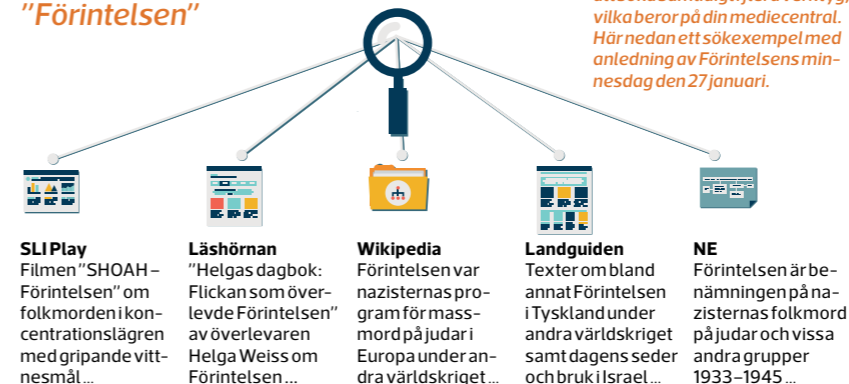 "Förintelsen"
vilka beror på din mediecentral.
Här nedan ett sökexempel med
anledning av Förintelsens min-
nesdag den 27 januari.
SLI Play
Filmen "SHOAH –
Förintelsen" om
folkmorden i kon-
centrationslägren
med gripande vitt-
nesmål ...
Läshörnan
"Helgas dagbok:
Flickan som över-
levde Förintelsen"
av överlevaren
Helga Weiss om
Förintelsen ...
Wikipedia
Förintelsen var
nazisternas pro-
gram för mass-
mord på judar i
Europa under an-
dra världskriget ...
Landguiden
Texter om bland
annat Förintelsen
i Tyskland under
andra världskriget
samt dagens seder
och bruk i Israel ...
NE
Förintelsen är be-
nämningen på na-
zisternas folkmord
på judar och vissa
andra grupper
1933–1945 ...